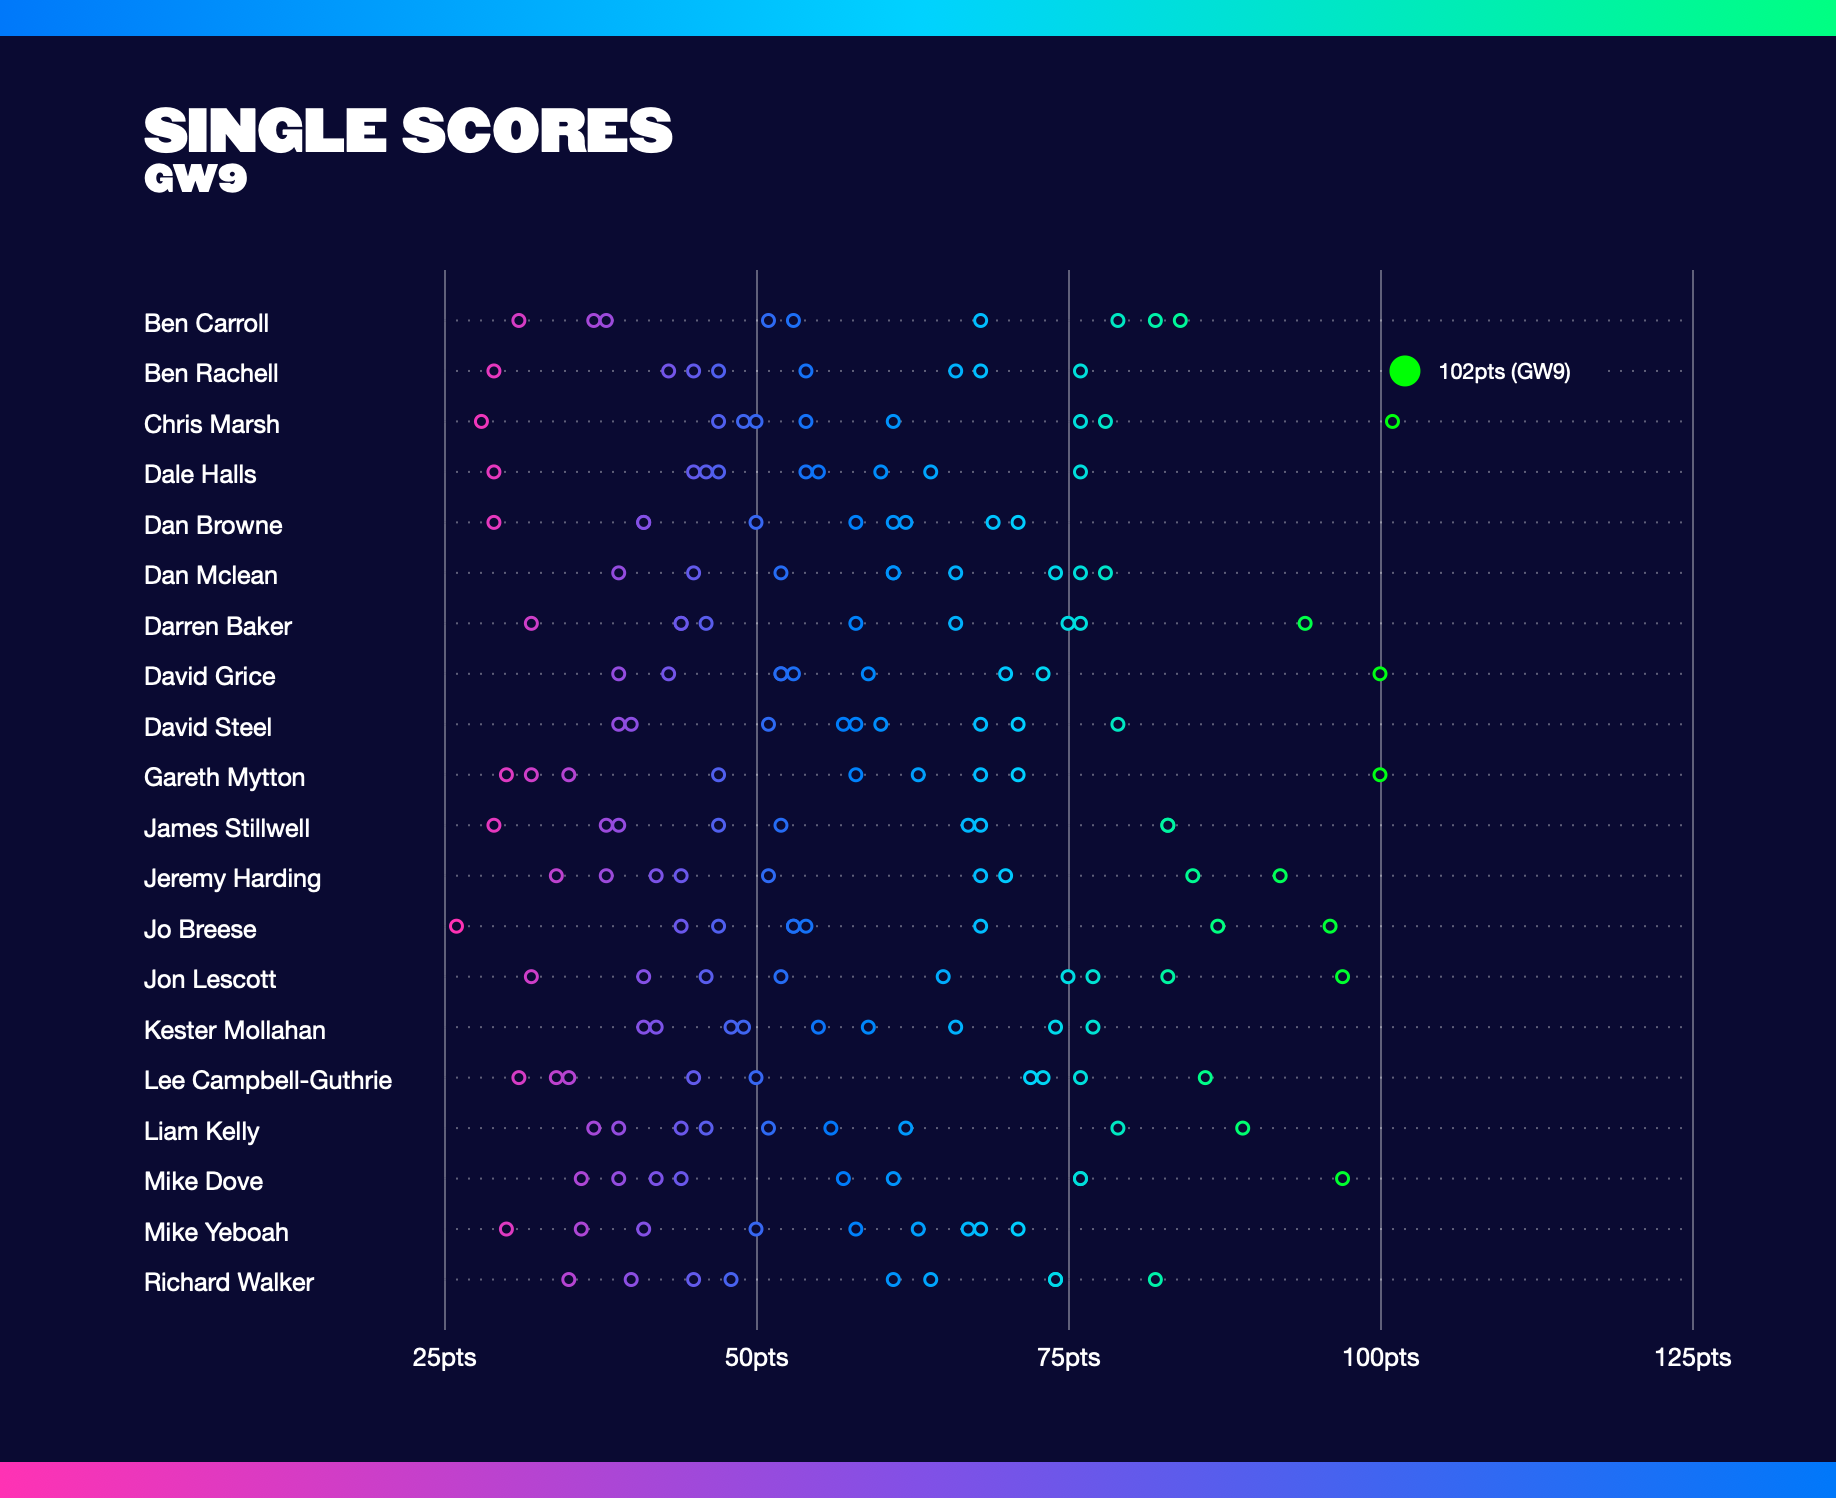 SINGLE SCORES
GW9
Ben Carroll
Ben Rachell
102pts (GW9)
Chris Marsh
Dale Halls
Dan Browne
Dan Mclean
Darren Baker
David Grice
David Steel
Gareth Mytton
James Stillwell
Jeremy Harding
Jo Breese
Jon Lescott
Kester Mollahan
Lee Campbell-Guthrie
Liam Kelly
Mike Dove
Mike Yeboah
Richard Walker
25pts 50pts 75pts 100pts 125pts